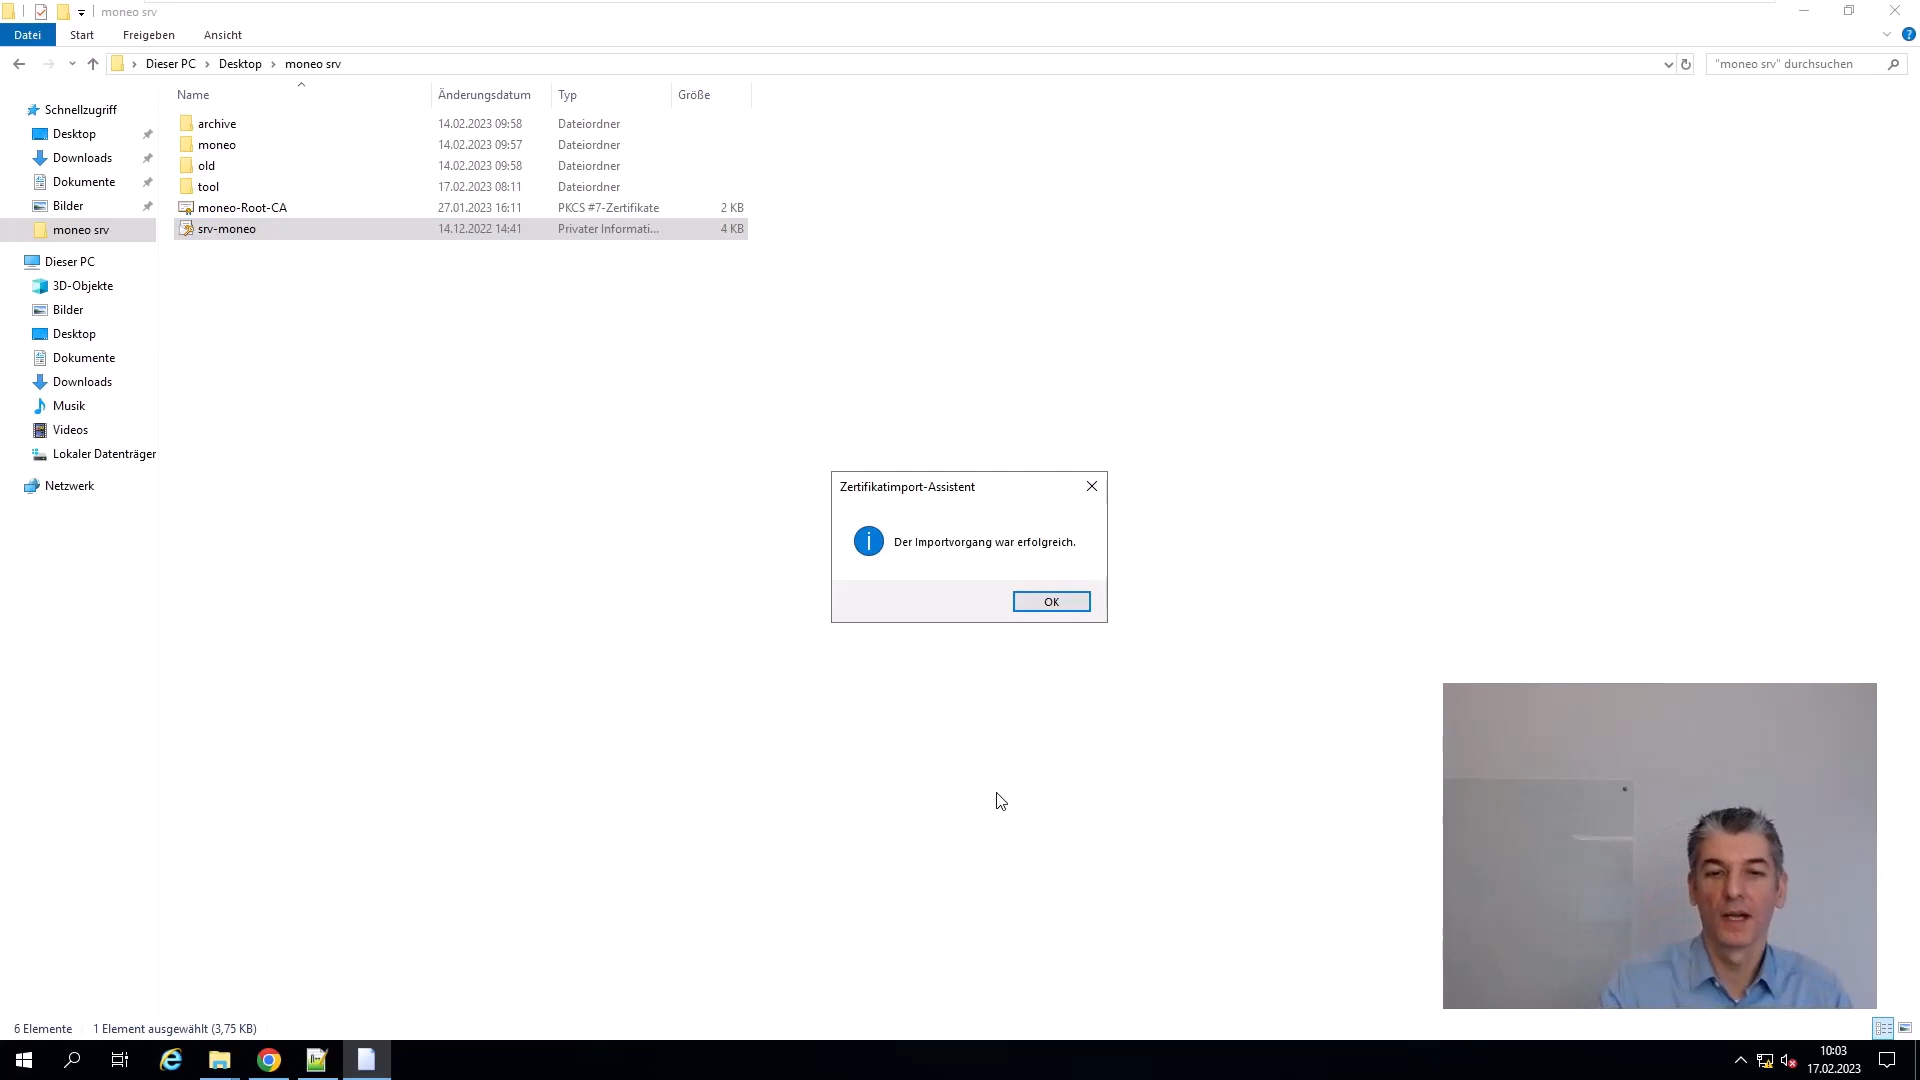 moneo srv
Datei Start Freigeben Ansicht
Dieser PC Desktop moneo srv
"moneo srv" durchsuchen
Name Änderungsdatum Typ Größe
archive 14.02.2023 09:58 Dateiordner
moneo 14.02.2023 09:57 Dateiordner
old 14.02.2023 09:58 Dateiordner
tool 17.02.2023 08:11 Dateiordner
moneo-Root-CA 27.01.2023 16:11 PKCS #7-Zertifikate 2 KB
srv-moneo 14.12.2022 14:41 Privater Informati... 4 KB
Schnellzugriff
Desktop
Downloads
Dokumente
Bilder
moneo srv
Dieser PC
3D-Objekte
Bilder
Desktop
Dokumente
Downloads
Musik
Videos
Lokaler Datenträger
Netzwerk
Zertifikatimport-Assistent
Der Importvorgang war erfolgreich.
OK
6 Elemente 1 Element ausgewählt (3,75 KB)
10:03
17.02.2023